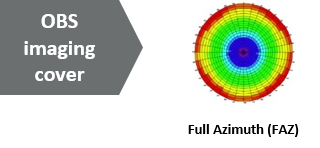 OBS
imaging
cover
Full Azimuth (FAZ)